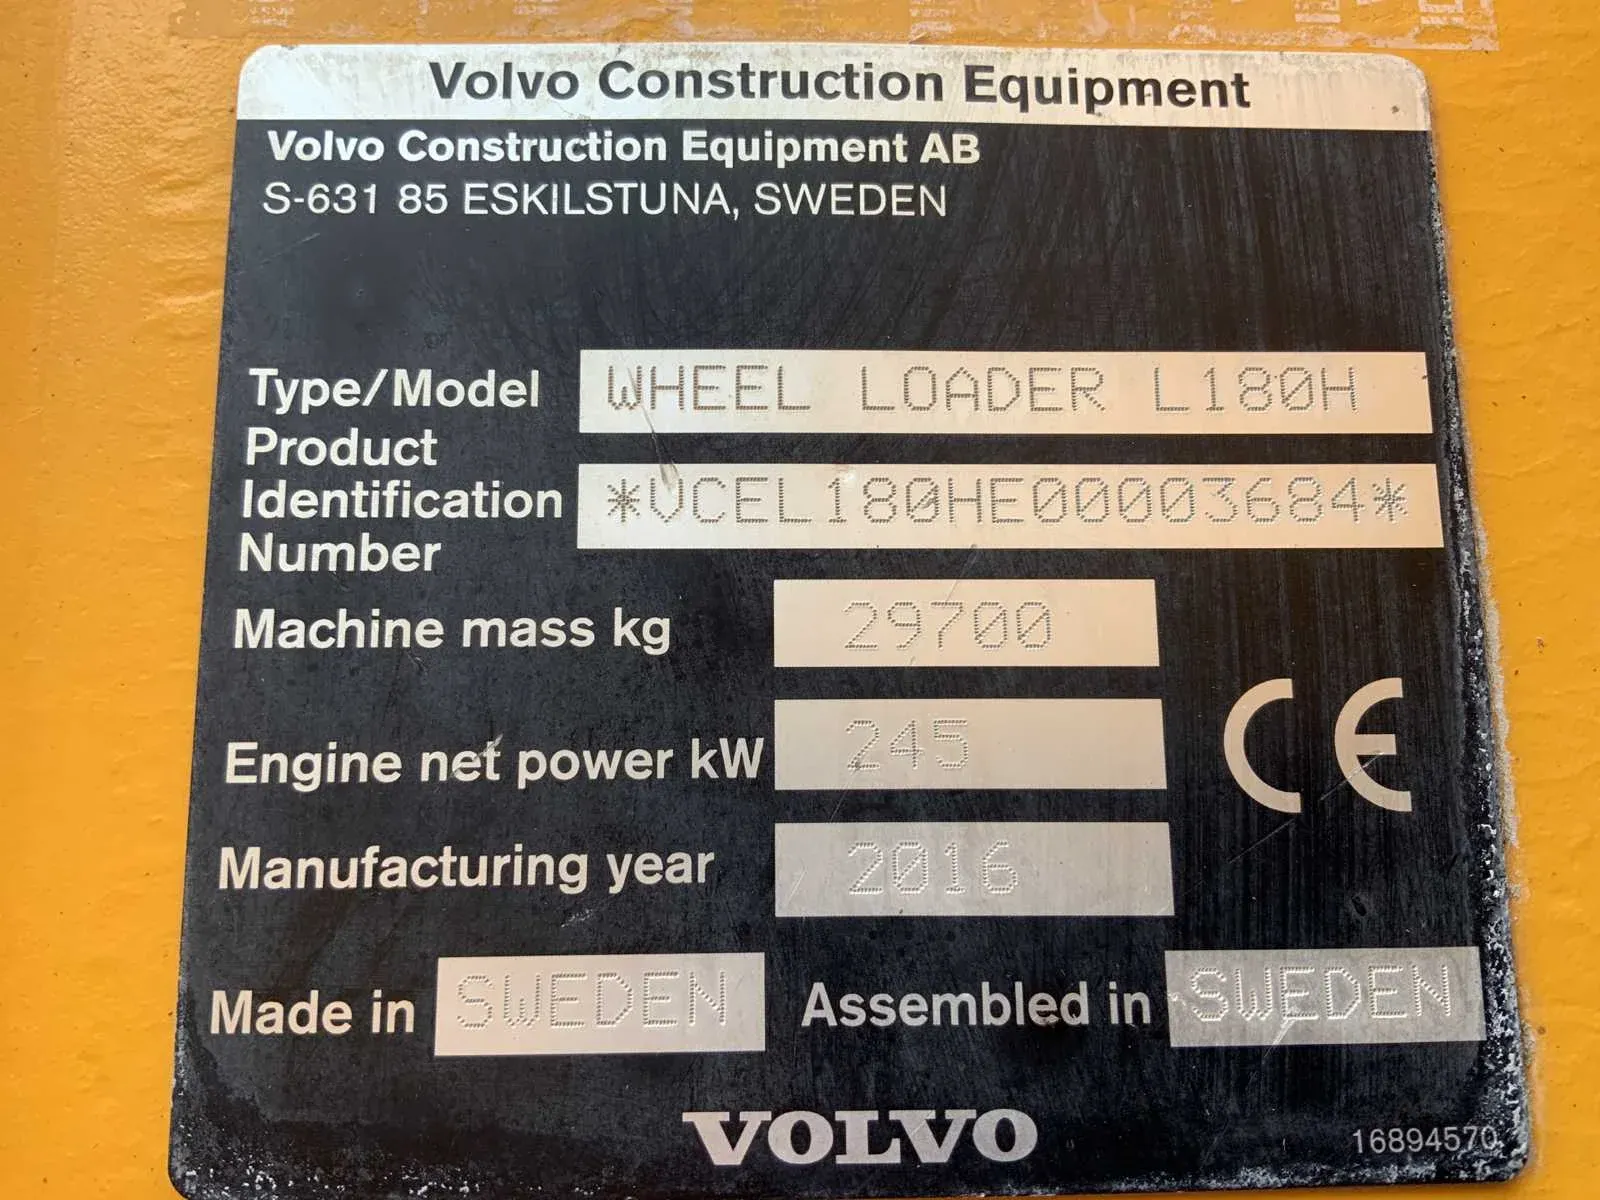 Volvo Construction Equipment
Volvo Construction Equipment AB
S-631 85 ESKILSTUNA, SWEDEN
Type/Model WHEEL LOADER L180H
Product
Identification *VCEL180HE00003684*
Number
Machine mass kg 29700
Engine net power kW 245
CE
Manufacturing year 2016
Made in SWEDEN Assembled in SWEDEN
VOLVO
16894570